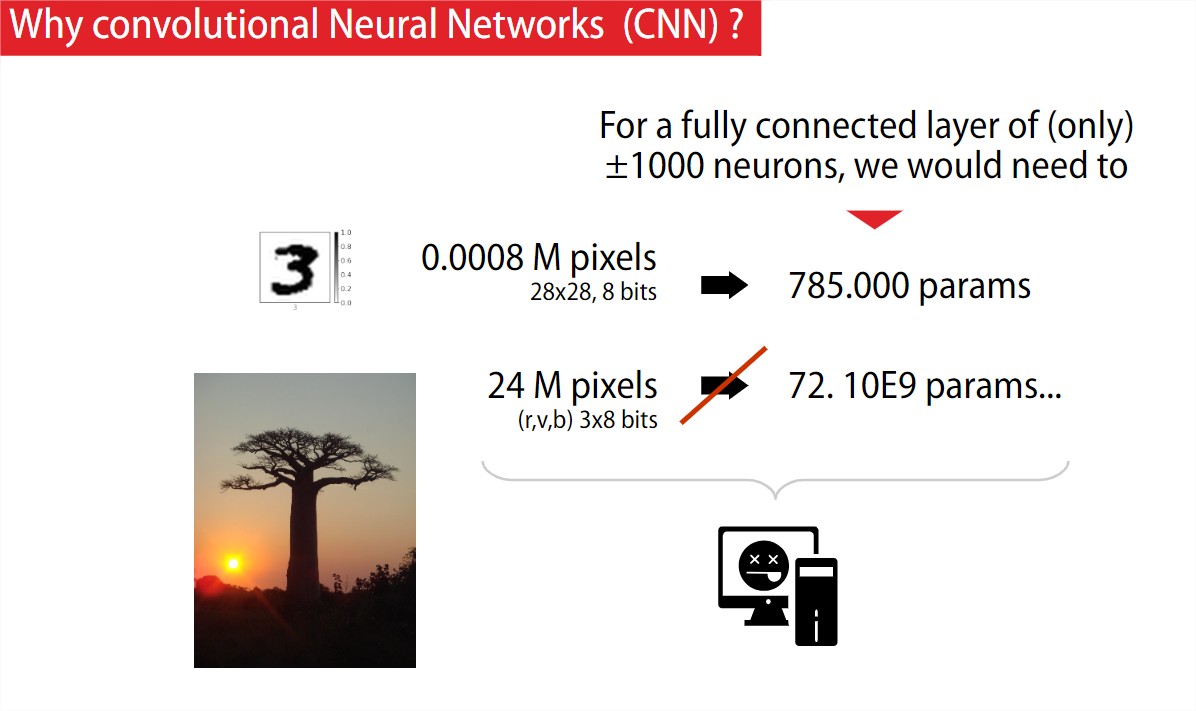 Why convolutional Neural Networks (CNN) ?
For a fully connected layer of (only)
±1000 neurons, we would need to
1.0
0.8
0.6
0.4
0.2
0.0
3
3
0.0008 M pixels
28x28, 8 bits
785.000 params
24 M pixels
(r,v,b) 3x8 bits
72. 10E9 params...